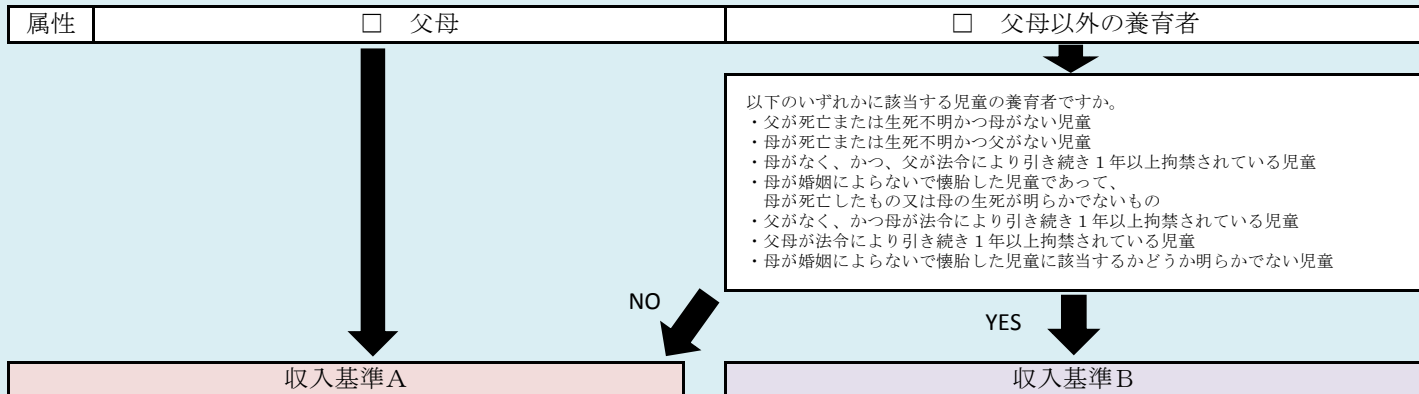 属性
□ 父母
□ 父母以外の養育者
以下のいずれかに該当する児童の養育者ですか。
・父が死亡または生死不明かつ母がない児童
・母が死亡または生死不明かつ父がない児童
・母がなく、かつ、父が法令により引き続き１年以上拘禁されている児童
・母が婚姻によらないで懐胎した児童であって、
母が死亡したもの又は母の生死が明らかでないもの
・父がなく、かつ母が法令により引き続き１年以上拘禁されている児童
・父母が法令により引き続き１年以上拘禁されている児童
・母が婚姻によらないで懐胎した児童に該当するかどうか明らかでない児童
NO
YES
収入基準Ａ
収入基準Ｂ